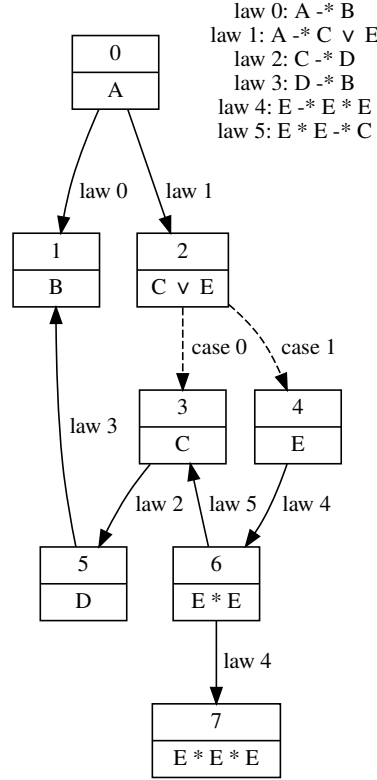 law 0: A -* B
law 1: A -* C ∨ E
law 2: C -* D
law 3: D -* B
law 4: E -* E * E
law 5: E * E -* C
0
A
law 0
law 1
1
B
2
C ∨ E
case 0
case 1
3
C
4
E
law 3
law 2
law 5
law 4
5
D
6
E * E
law 4
7
E * E * E